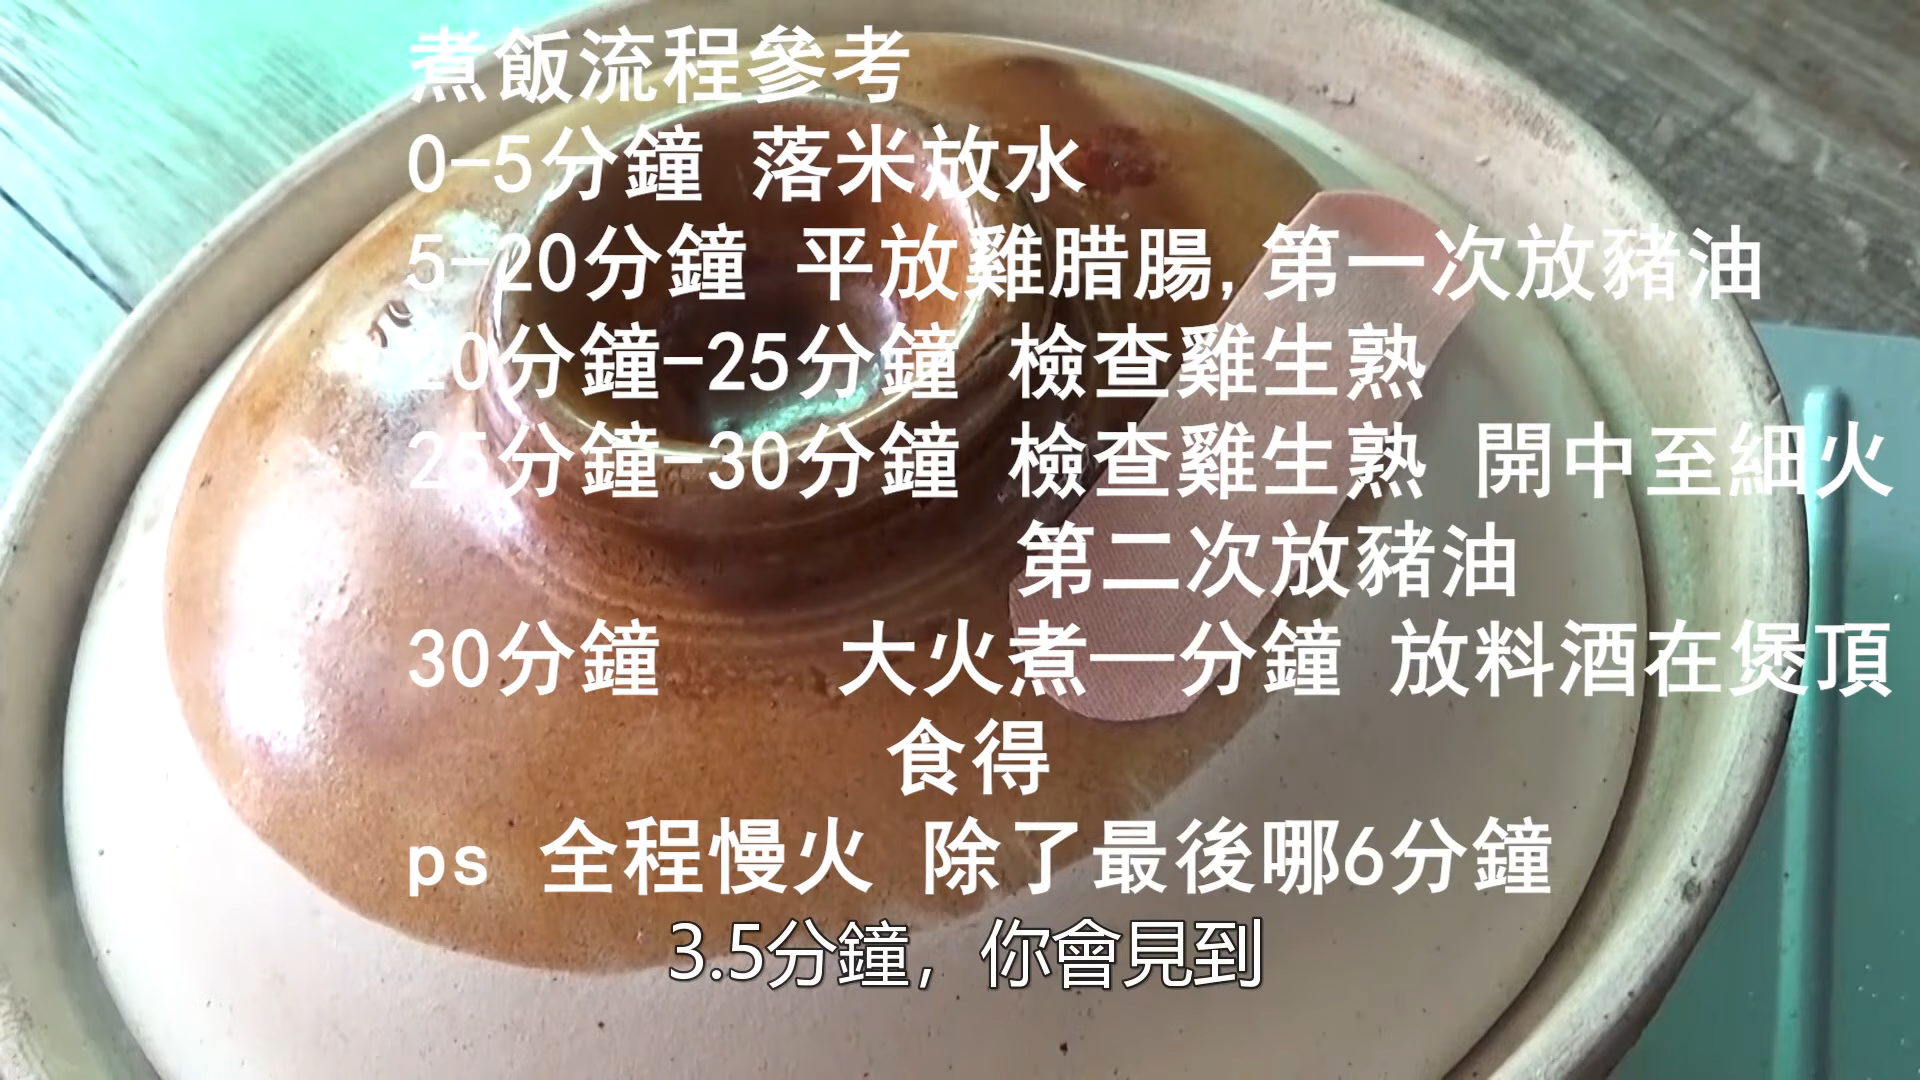 煮飯流程參考
0-5分鐘 落米放水
5-20分鐘 平放雞腊腸,第一次放豬油
20分鐘-25分鐘 檢查雞生熟
25分鐘-30分鐘 檢查雞生熟 開中至細火
第二次放豬油
30分鐘 大火煮一分鐘 放料酒在煲頂
食得
ps 全程慢火 除了最後哪6分鐘
3.5分鐘，你會見到